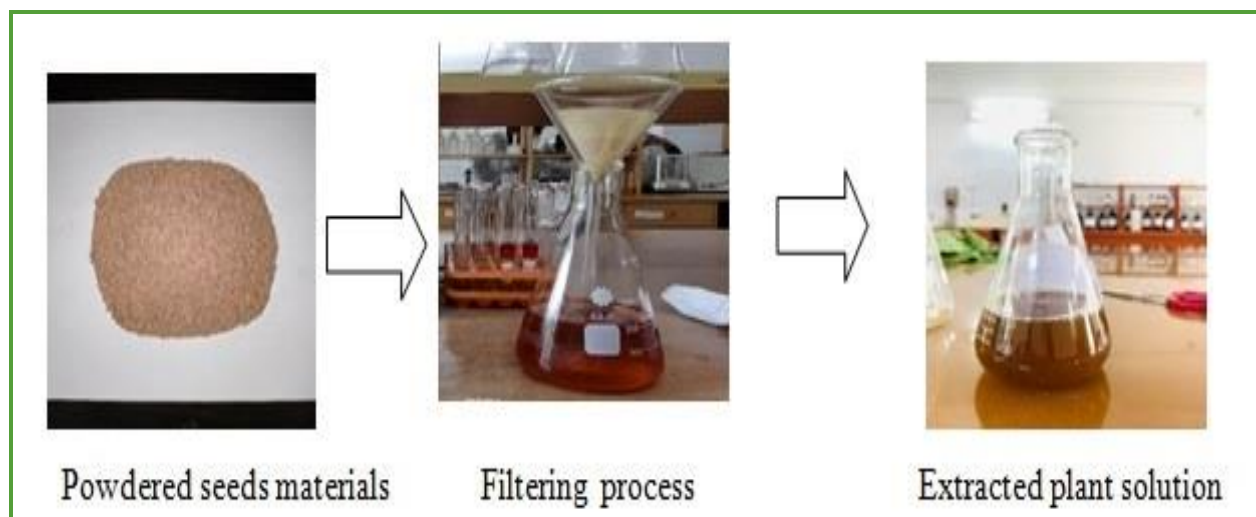 Powdered seeds materials
Filtering process
Extracted plant solution